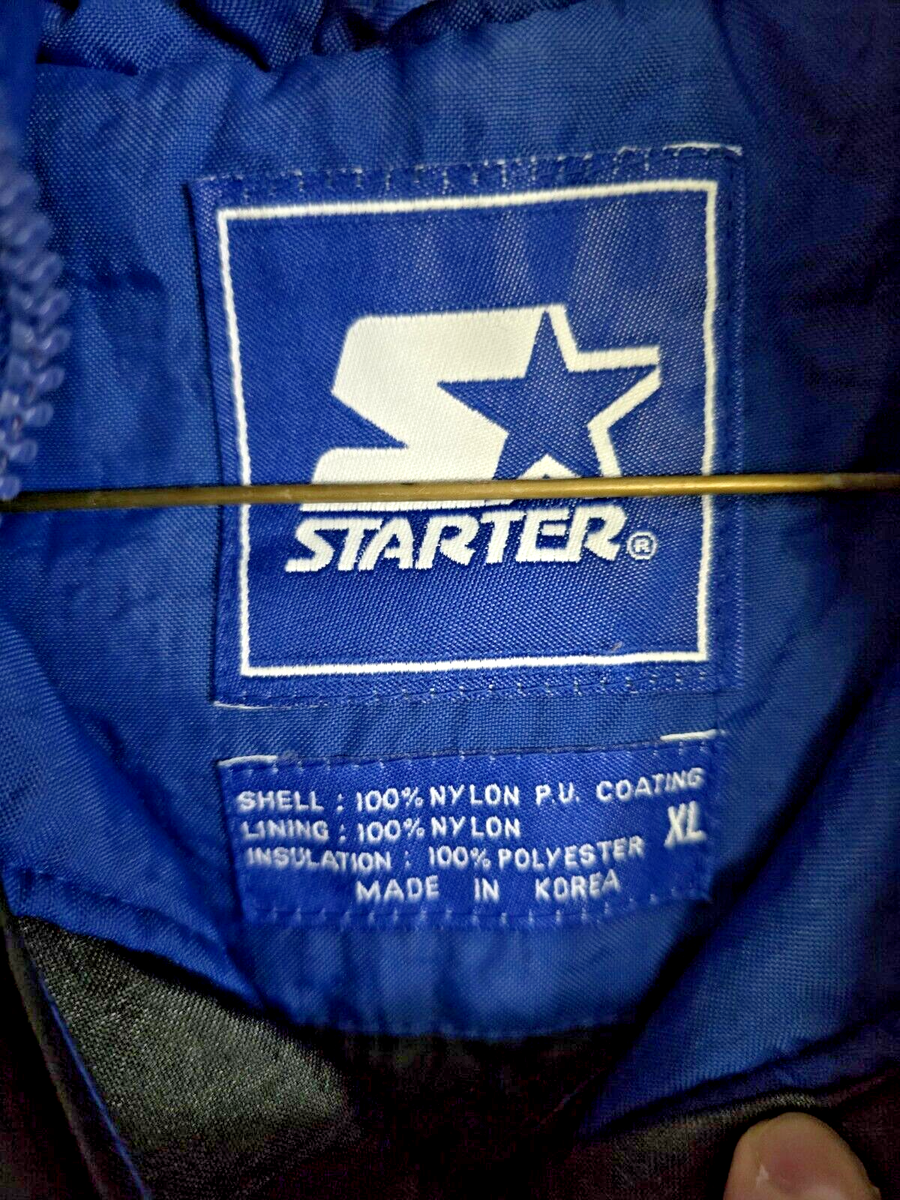 STARTER®
SHELL : 100% NYLON P.U. COATING
LINING : 100% NYLON XL
INSULATION : 100% POLYESTER
MADE IN KOREA